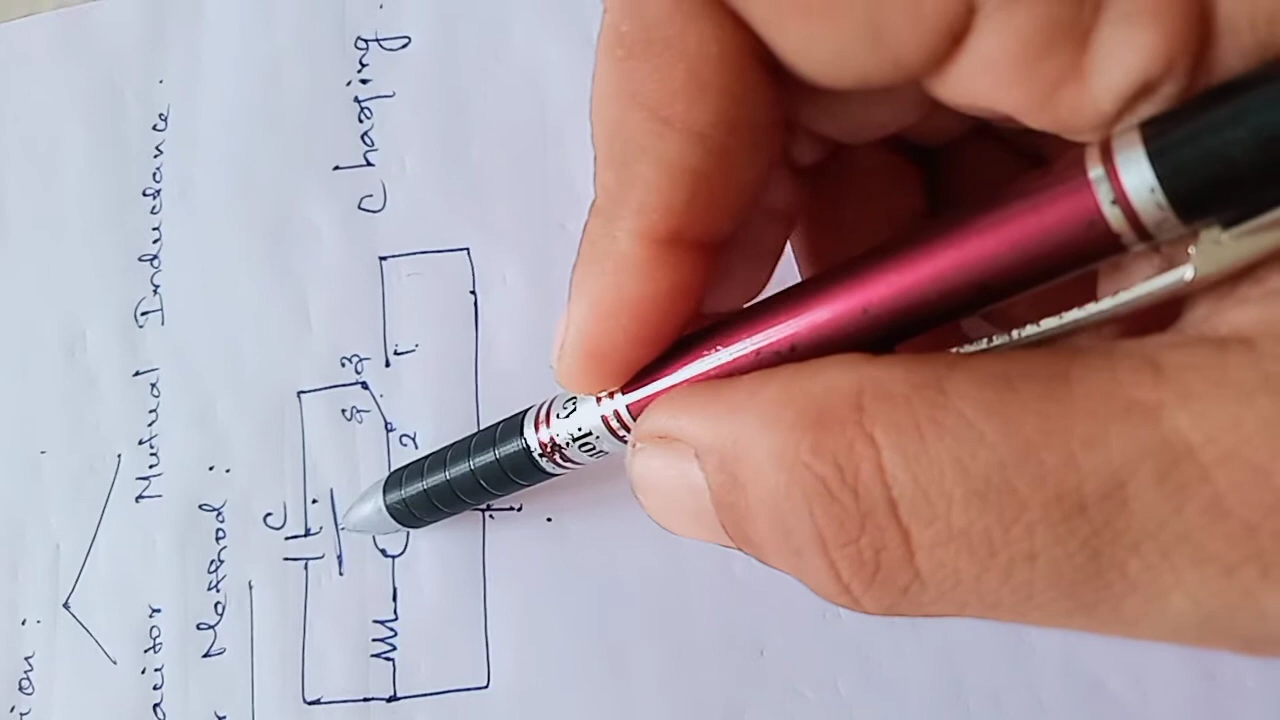 ion:
acitor Mutual Inductance.
r Method:
C
S 3
1
2
Charging.